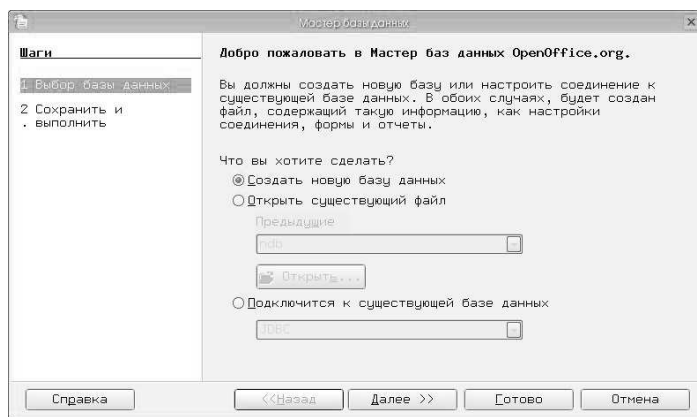 Мастер базы данных
Шаги
1 Выбор базы данных
2 Сохранить и
. выполнить
Добро пожаловать в Мастер баз данных OpenOffice.org.
Вы должны создать новую базу или настроить соединение к
существующей базе данных. В обоих случаях, будет создан
файл, содержащий такую информацию, как настройки
соединения, формы и отчеты.
Что вы хотите сделать?
Создать новую базу данных
Открыть существующий файл
Предыдущие
mdb
Открыть...
Подключится к существующей базе данных
JDBC
Справка
<<Назад
Далее >>
Готово
Отмена